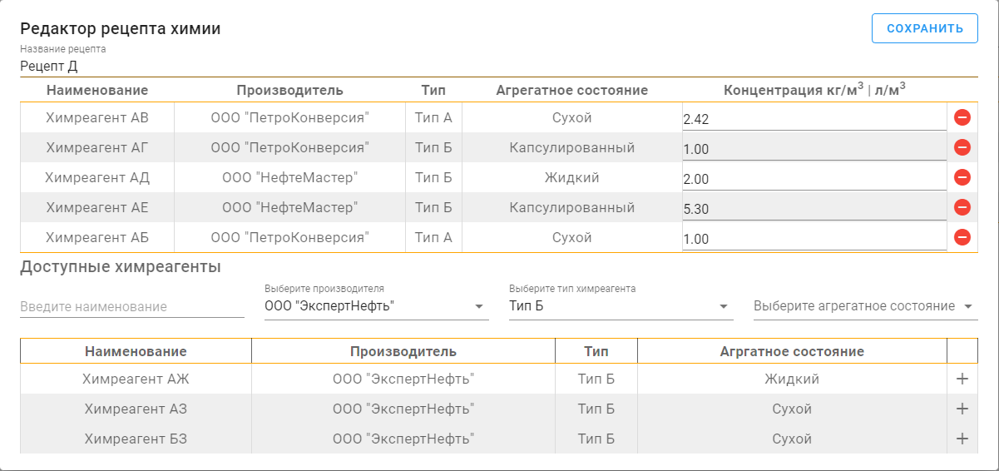 Редактор рецепта химии СОХРАНИТЬ
Название рецепта
Рецепт Д
Наименование Производитель Тип Агрегатное состояние Концентрация кг/м³ | л/м³
Химреагент АВ ООО "ПетроКонверсия" Тип А Сухой 2.42
Химреагент АГ ООО "ПетроКонверсия" Тип Б Капсулированный 1.00
Химреагент АД ООО "НефтеМастер" Тип Б Жидкий 2.00
Химреагент АЕ ООО "НефтеМастер" Тип Б Капсулированный 5.30
Химреагент АБ ООО "ПетроКонверсия" Тип А Сухой 1.00
Доступные химреагенты
Выберите производителя Выберите тип химреагента
Введите наименование ООО "ЭкспертНефть" Тип Б Выберите агрегатное состояние
Наименование Производитель Тип Агргатное состояние
Химреагент АЖ ООО "ЭкспертНефть" Тип Б Жидкий +
Химреагент АЗ ООО "ЭкспертНефть" Тип Б Сухой +
Химреагент БЗ ООО "ЭкспертНефть" Тип Б Сухой +